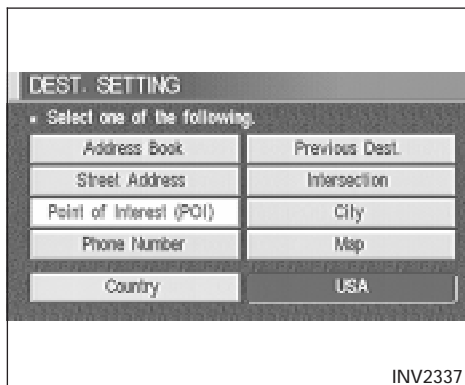 DEST. SETTING
Select one of the following.
Address Book Previous Dest.
Street Address Intersection
Point of Interest (POI) City
Phone Number Map
Country USA
INV2337